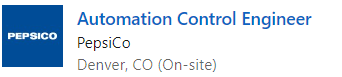 PEPSICO
Automation Control Engineer
PepsiCo
Denver, CO (On-site)